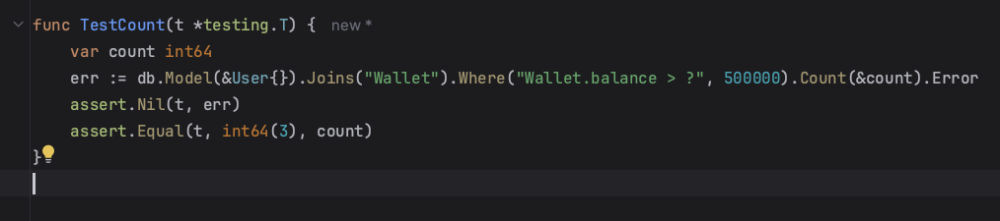 func TestCount(t *testing.T) { new *
    var count int64
    err := db.Model(&User{}).Joins("Wallet").Where("Wallet.balance > ?", 500000).Count(&count).Error
    assert.Nil(t, err)
    assert.Equal(t, int64(3), count)
}